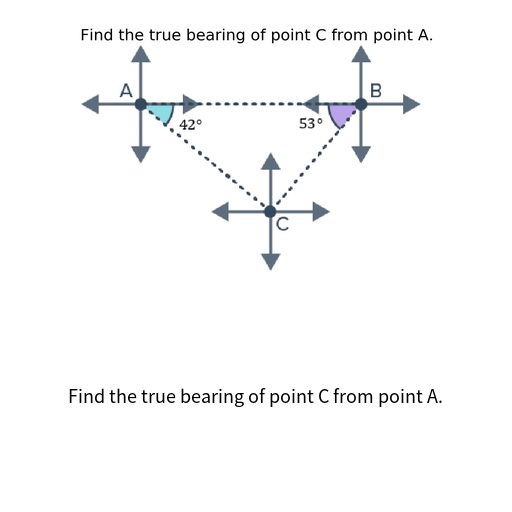 Find the true bearing of point C from point A.
A
B
42°
53°
C
Find the true bearing of point C from point A.